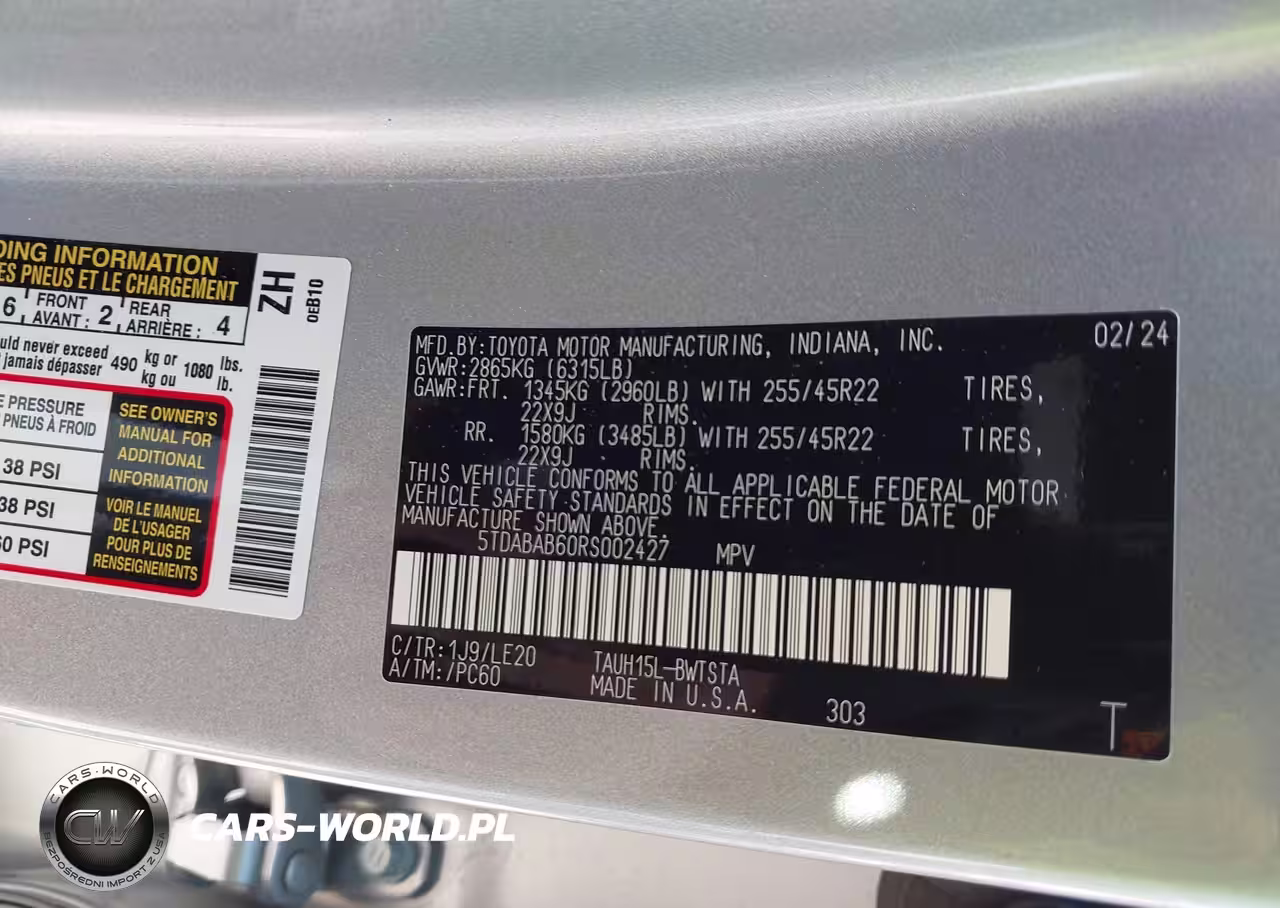 DING INFORMATION
ES PNEUS ET LE CHARGEMENT
6 FRONT AVANT : 2 REAR ARRIÈRE : 4
uld never exceed 490 kg or 1080 lbs.
jamais dépasser kg ou lb.
E PRESSURE
PNEUS À FROID
38 PSI
38 PSI
60 PSI
SEE OWNER'S
MANUAL FOR
ADDITIONAL
INFORMATION
VOIR LE MANUEL
DE L'USAGER
POUR PLUS DE
RENSEIGNEMENTS
ZH
0EB10
MFD.BY:TOYOTA MOTOR MANUFACTURING, INDIANA, INC. 02/24
GVWR:2865KG (6315LB)
GAWR:FRT. 1345KG (2960LB) WITH 255/45R22 TIRES,
22X9J RIMS.
RR. 1580KG (3485LB) WITH 255/45R22 TIRES,
22X9J RIMS.
THIS VEHICLE CONFORMS TO ALL APPLICABLE FEDERAL MOTOR
VEHICLE SAFETY STANDARDS IN EFFECT ON THE DATE OF
MANUFACTURE SHOWN ABOVE.
5TDABAB60RS002427 MPV
C/TR:1J9/LE20 TAUH15L-BWTSTA
A/TM:/PC60 MADE IN U.S.A. 303 T
CARS-WORLD
CW
BEZPOŚREDNI IMPORT Z USA
CARS-WORLD.PL